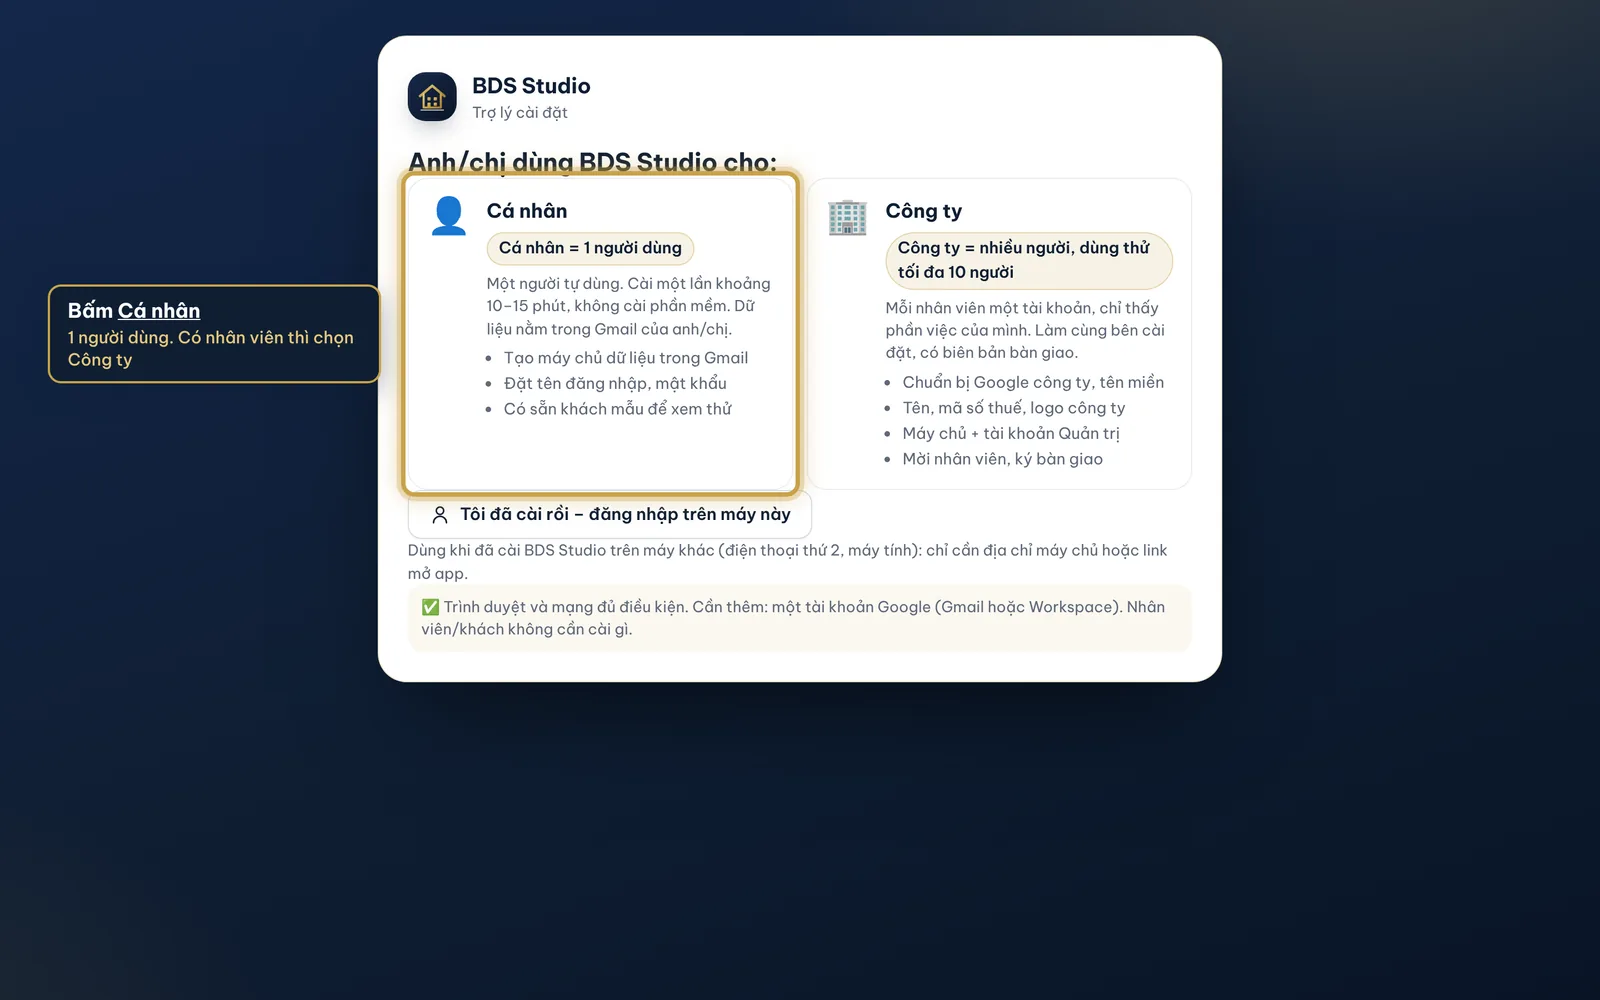 BDS Studio
Trợ lý cài đặt
Anh/chị dùng BDS Studio cho:
Cá nhân
Cá nhân = 1 người dùng
Một người tự dùng. Cài một lần khoảng
10–15 phút, không cài phần mềm. Dữ
liệu nằm trong Gmail của anh/chị.
• Tạo máy chủ dữ liệu trong Gmail
• Đặt tên đăng nhập, mật khẩu
• Có sẵn khách mẫu để xem thử
Công ty
Công ty = nhiều người, dùng thử
tối đa 10 người
Mỗi nhân viên một tài khoản, chỉ thấy
phần việc của mình. Làm cùng bên cài
đặt, có biên bản bàn giao.
• Chuẩn bị Google công ty, tên miền
• Tên, mã số thuế, logo công ty
• Máy chủ + tài khoản Quản trị
• Mời nhân viên, ký bàn giao
Bấm Cá nhân
1 người dùng. Có nhân viên thì chọn
Công ty
Tôi đã cài rồi – đăng nhập trên máy này
Dùng khi đã cài BDS Studio trên máy khác (điện thoại thứ 2, máy tính): chỉ cần địa chỉ máy chủ hoặc link
mở app.
✅ Trình duyệt và mạng đủ điều kiện. Cần thêm: một tài khoản Google (Gmail hoặc Workspace). Nhân
viên/khách không cần cài gì.